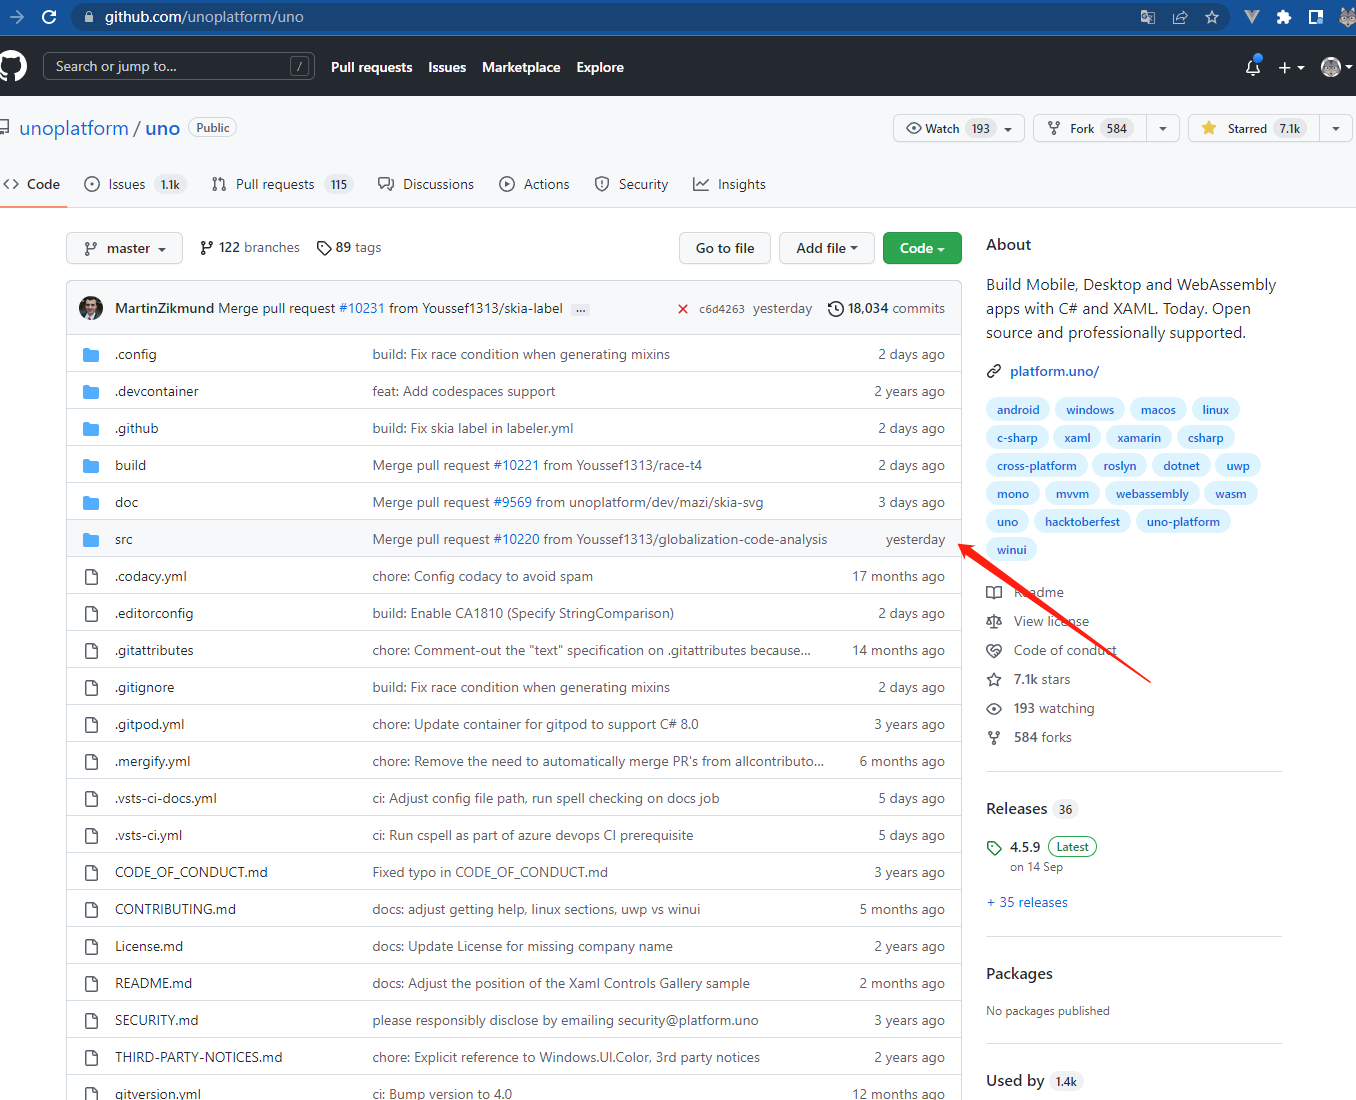 github.com/unoplatform/uno
Search or jump to... /
Pull requests Issues Marketplace Explore
unoplatform / uno Public
Watch 193 Fork 584 Starred 7.1k
Code Issues 1.1k Pull requests 115 Discussions Actions Security Insights
master 122 branches 89 tags Go to file Add file Code
MartinZikmund Merge pull request #10231 from Youssef1313/skia-label ... c6d4263 yesterday 18,034 commits
.config build: Fix race condition when generating mixins 2 days ago
.devcontainer feat: Add codespaces support 2 years ago
.github build: Fix skia label in labeler.yml 2 days ago
build Merge pull request #10221 from Youssef1313/race-t4 2 days ago
doc Merge pull request #9569 from unoplatform/dev/mazi/skia-svg 3 days ago
src Merge pull request #10220 from Youssef1313/globalization-code-analysis yesterday
.codacy.yml chore: Config codacy to avoid spam 17 months ago
.editorconfig build: Enable CA1810 (Specify StringComparison) 2 days ago
.gitattributes chore: Comment-out the "text" specification on .gitattributes because... 14 months ago
.gitignore build: Fix race condition when generating mixins 2 days ago
.gitpod.yml chore: Update container for gitpod to support C# 8.0 3 years ago
.mergify.yml chore: Remove the need to automatically merge PR's from allcontributo... 6 months ago
.vsts-ci-docs.yml ci: Adjust config file path, run spell checking on docs job 5 days ago
.vsts-ci.yml ci: Run cspell as part of azure devops CI prerequisite 5 days ago
CODE_OF_CONDUCT.md Fixed typo in CODE_OF_CONDUCT.md 3 years ago
CONTRIBUTING.md docs: adjust getting help, linux sections, uwp vs winui 5 months ago
License.md docs: Update License for missing company name 2 years ago
README.md docs: Adjust the position of the Xaml Controls Gallery sample 2 months ago
SECURITY.md please responsibly disclose by emailing security@platform.uno 3 years ago
THIRD-PARTY-NOTICES.md chore: Explicit reference to Windows.UI.Color, 3rd party notices 2 years ago
gitversion.yml ci: Bump version to 4.0 12 months ago
About
Build Mobile, Desktop and WebAssembly
apps with C# and XAML. Today. Open
source and professionally supported.
platform.uno/
android windows macos linux
c-sharp xaml xamarin csharp
cross-platform roslyn dotnet uwp
mono mvvm webassembly wasm
uno hacktoberfest uno-platform
winui
Readme
View license
Code of conduct
7.1k stars
193 watching
584 forks
Releases 36
4.5.9 Latest
on 14 Sep
+ 35 releases
Packages
No packages published
Used by 1.4k